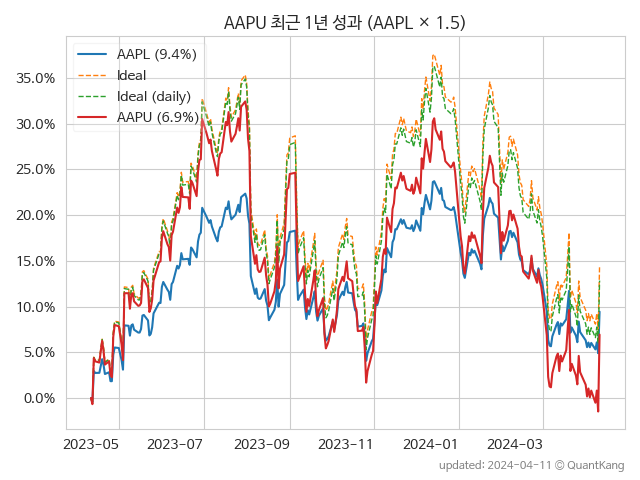 AAPU 최근 1년 성과 (AAPL × 1.5)
AAPL (9.4%)
Ideal
Ideal (daily)
AAPU (6.9%)
35.0%
30.0%
25.0%
20.0%
15.0%
10.0%
5.0%
0.0%
2023-05 2023-07 2023-09 2023-11 2024-01 2024-03
updated: 2024-04-11 © QuantKang